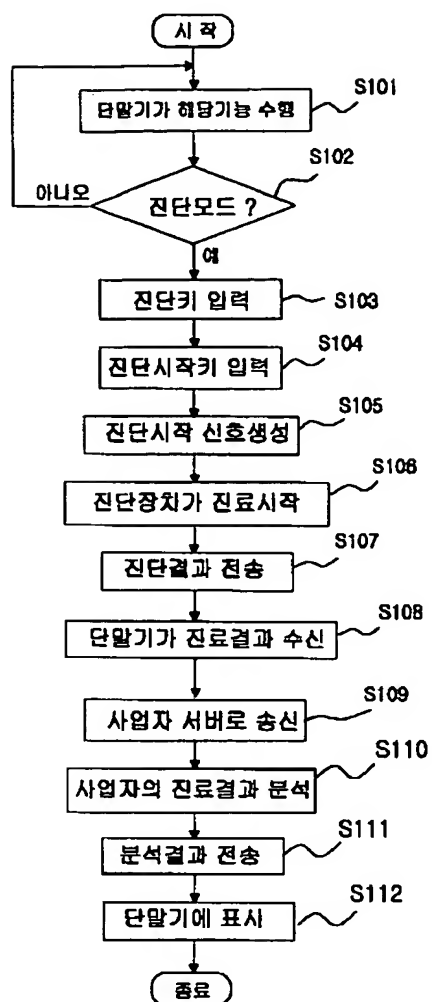 시 작
단말기가 해당기능 수행
S101
S102
아니오
진단모드 ?
예
진단키 입력
S103
S104
진단시작키 입력
S105
진단시작 신호생성
S106
진단장치가 진료시작
S107
진단결과 전송
S108
단말기가 진료결과 수신
S109
사업자 서버로 송신
S110
사업자의 진료결과 분석
S111
분석결과 전송
S112
단말기에 표시
종료